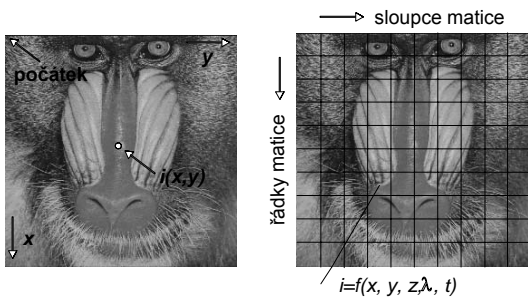 počátek
y
i(x,y)
x
sloupce matice
řádky matice
i=f(x, y, z,λ, t)